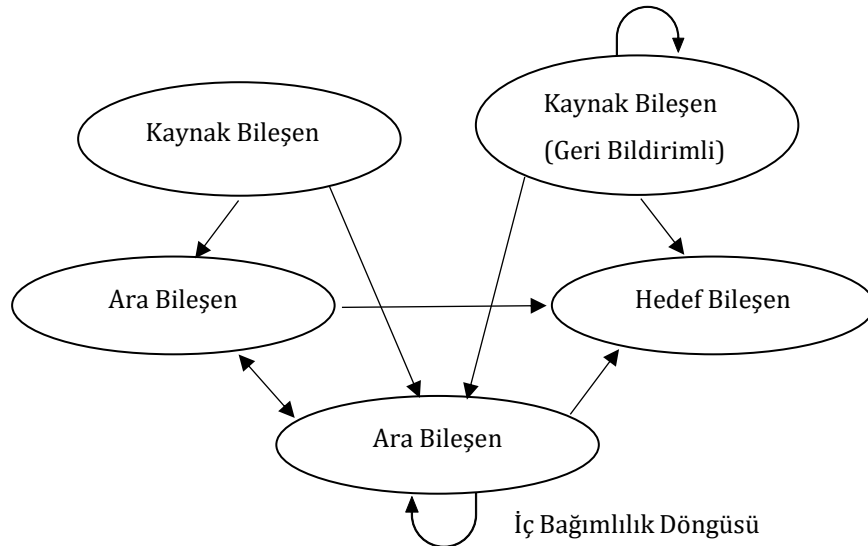 Kaynak Bileşen
Kaynak Bileşen
(Geri Bildirimli)
Ara Bileşen
Hedef Bileşen
Ara Bileşen
İç Bağımlılık Döngüsü